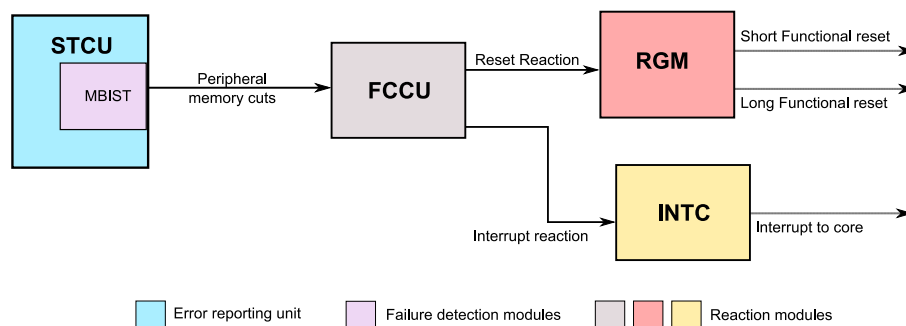 STCU
MBIST
Peripheral
memory cuts
FCCU
Reset Reaction
Interrupt reaction
RGM
Short Functional reset
Long Functional reset
INTC
Interrupt to core
Error reporting unit
Failure detection modules
Reaction modules